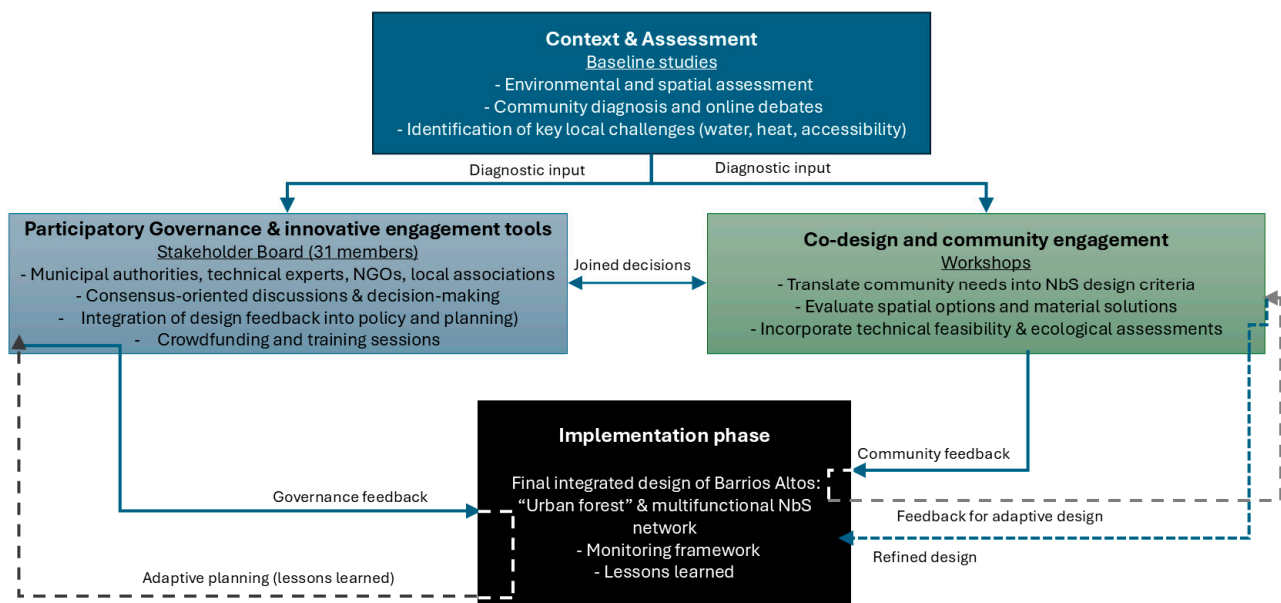 Context & Assessment
Baseline studies
- Environmental and spatial assessment
- Community diagnosis and online debates
- Identification of key local challenges (water, heat, accessibility)
Diagnostic input
Diagnostic input
Participatory Governance & innovative engagement tools
Stakeholder Board (31 members)
- Municipal authorities, technical experts, NGOs, local associations
- Consensus-oriented discussions & decision-making
- Integration of design feedback into policy and planning)
- Crowdfunding and training sessions
Joined decisions
Co-design and community engagement
Workshops
- Translate community needs into NbS design criteria
- Evaluate spatial options and material solutions
- Incorporate technical feasibility & ecological assessments
Implementation phase
Final integrated design of Barrios Altos:
“Urban forest” & multifunctional NbS
network
- Monitoring framework
- Lessons learned
Community feedback
Governance feedback
Feedback for adaptive design
Refined design
Adaptive planning (lessons learned)